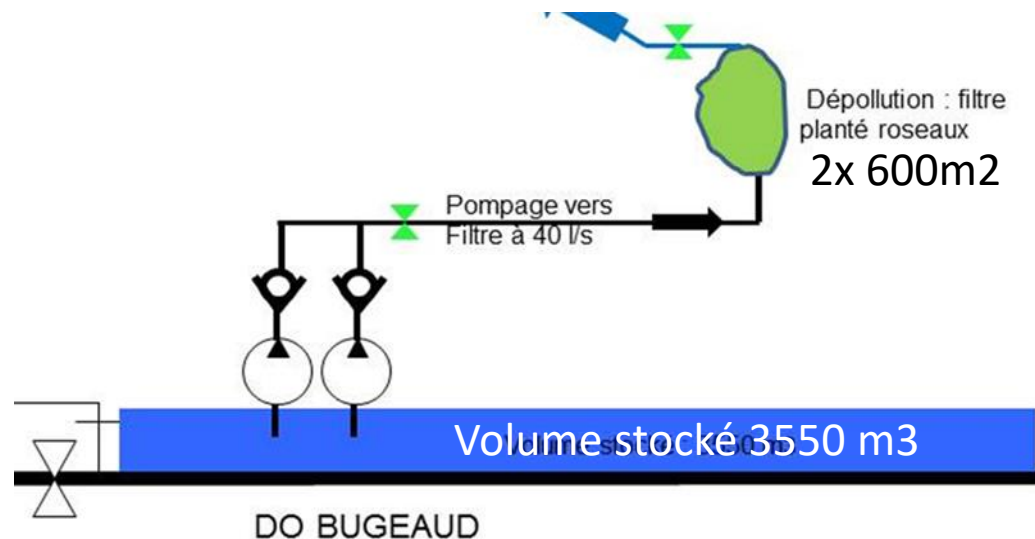 Dépollution : filtre
planté roseaux
2x 600m2
Pompage vers
Filtre à 40 l/s
Volume stocké 3550 m3
DO BUGEAUD